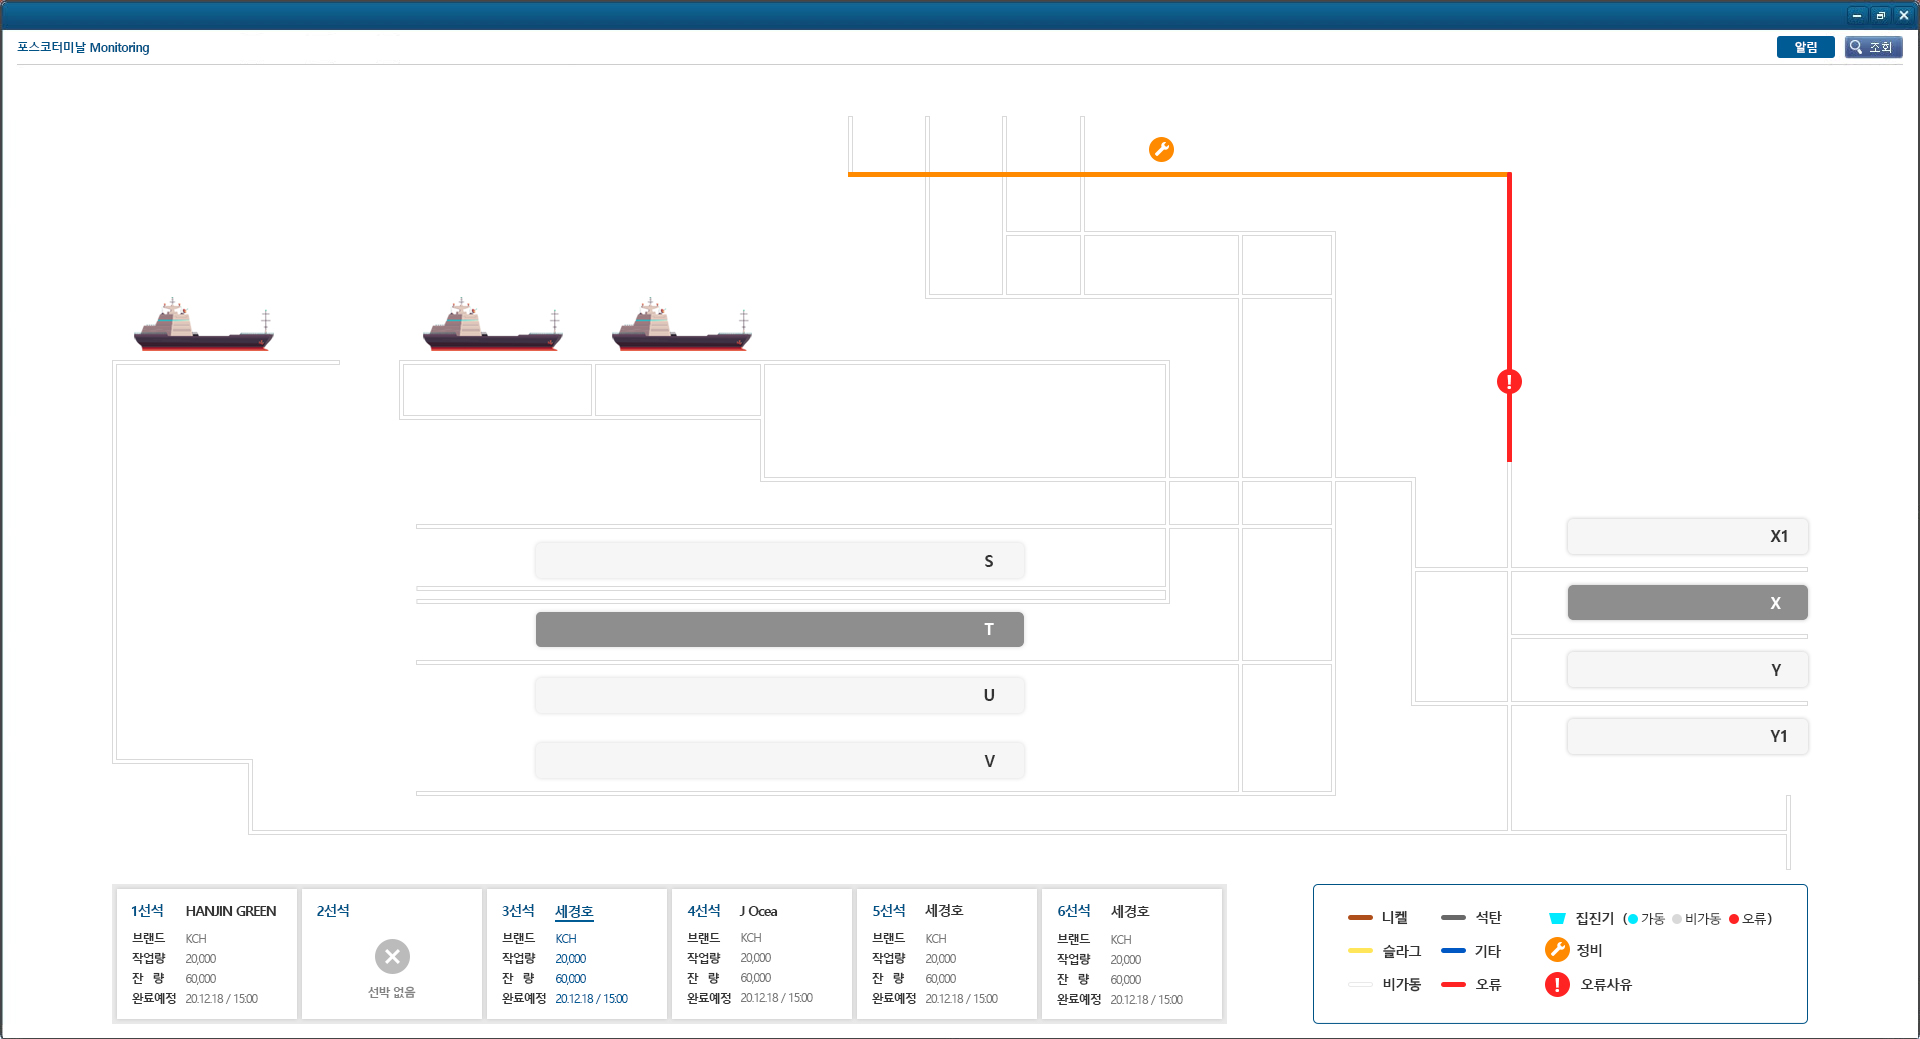 포스코터미날 Monitoring
알림
조회
X1
S
X
T
Y
U
Y1
V
1선석 HANJIN GREEN
브랜드 KCH
작업량 20,000
잔 량 60,000
완료예정 20.12.18 / 15:00
2선석
선박 없음
3선석 세경호
브랜드 KCH
작업량 20,000
잔 량 60,000
완료예정 20.12.18 / 15:00
4선석 J Ocea
브랜드 KCH
작업량 20,000
잔 량 60,000
완료예정 20.12.18 / 15:00
5선석 세경호
브랜드 KCH
작업량 20,000
잔 량 60,000
완료예정 20.12.18 / 15:00
6선석 세경호
브랜드 KCH
작업량 20,000
잔 량 60,000
완료예정 20.12.18 / 15:00
니켈 석탄 집진기 (가동 비가동 오류)
슬라그 기타 정비
비가동 오류 오류사유